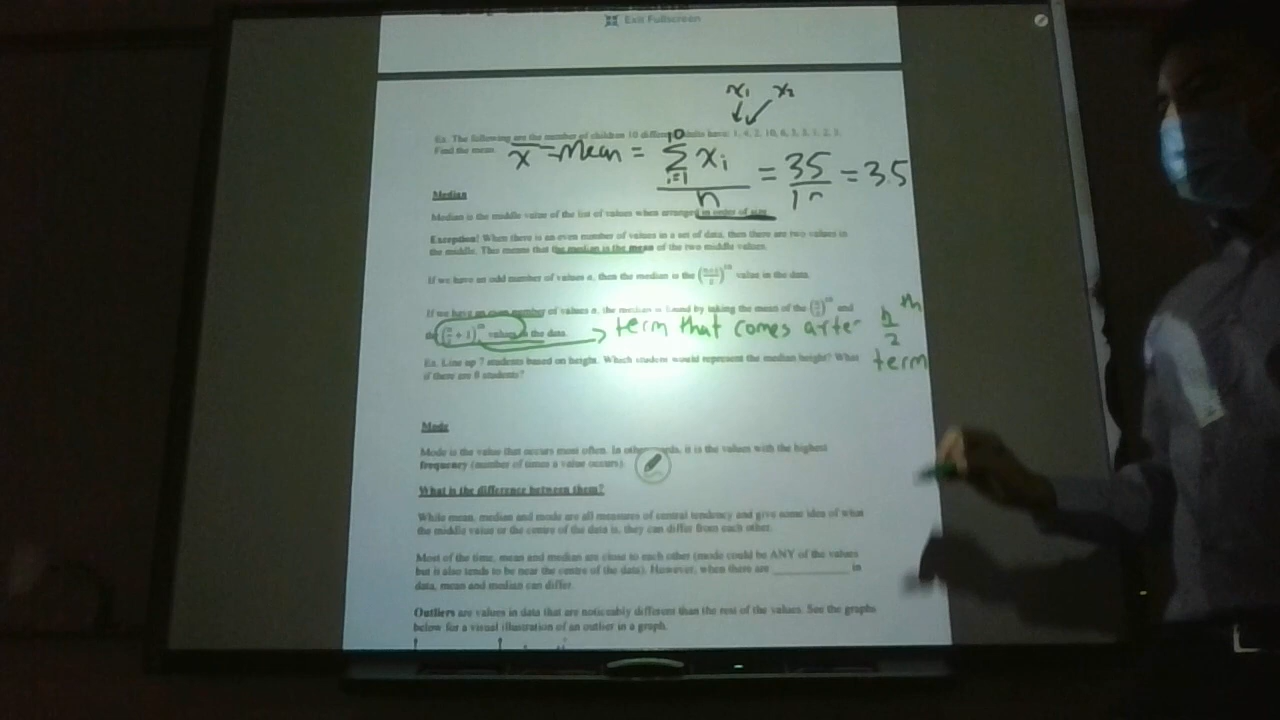 Exit Fullscreen
x₁ x₂
Ex. The following are the number of children 10 different adults have: 1, 4, 2, 10, 6, 3, 3, 1, 2, 3.
Find the mean.
x̄ = Mean = 10 Σ i=1 xᵢ / n = 35 / 10 = 3.5
Median
Median is the middle value of the list of values when arranged in order of size.
Exception! When there is an even number of values in a set of data, then there are two values in
the middle. This means that the median is the mean of the two middle values.
If we have an odd number of values n, then the median is the ((n+1)/2)th value in the data.
If we have an even number of values n, the median is found by taking the mean of the (n/2)th and
the (n/2 + 1)th values in the data.
term that comes after n/2 th
term
Ex. Line up 7 students based on height. Which student would represent the median height? What
if there are 8 students?
Mode
Mode is the value that occurs most often. In other words, it is the values with the highest
frequency (number of times a value occurs).
What is the difference between them?
While mean, median and mode are all measures of central tendency and give some idea of what
the middle value or the centre of the data is, they can differ from each other.
Most of the time, mean and median are close to each other (mode could be ANY of the values
but it also tends to be near the centre of the data). However, when there are ____________ in
data, mean and median can differ.
Outliers are values in data that are noticeably different than the rest of the values. See the graphs
below for a visual illustration of an outlier in a graph.